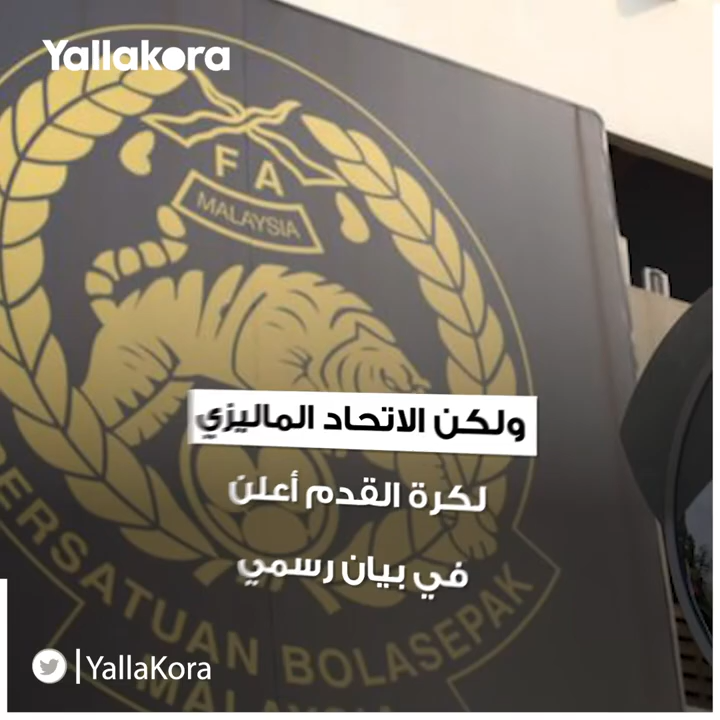 Yallakora
FA
MALAYSIA
ولكن الاتحاد الماليزي
لكرة القدم أعلن
في بيان رسمي
PERSATUAN BOLASEPAK
MALAYSIA
YallaKora